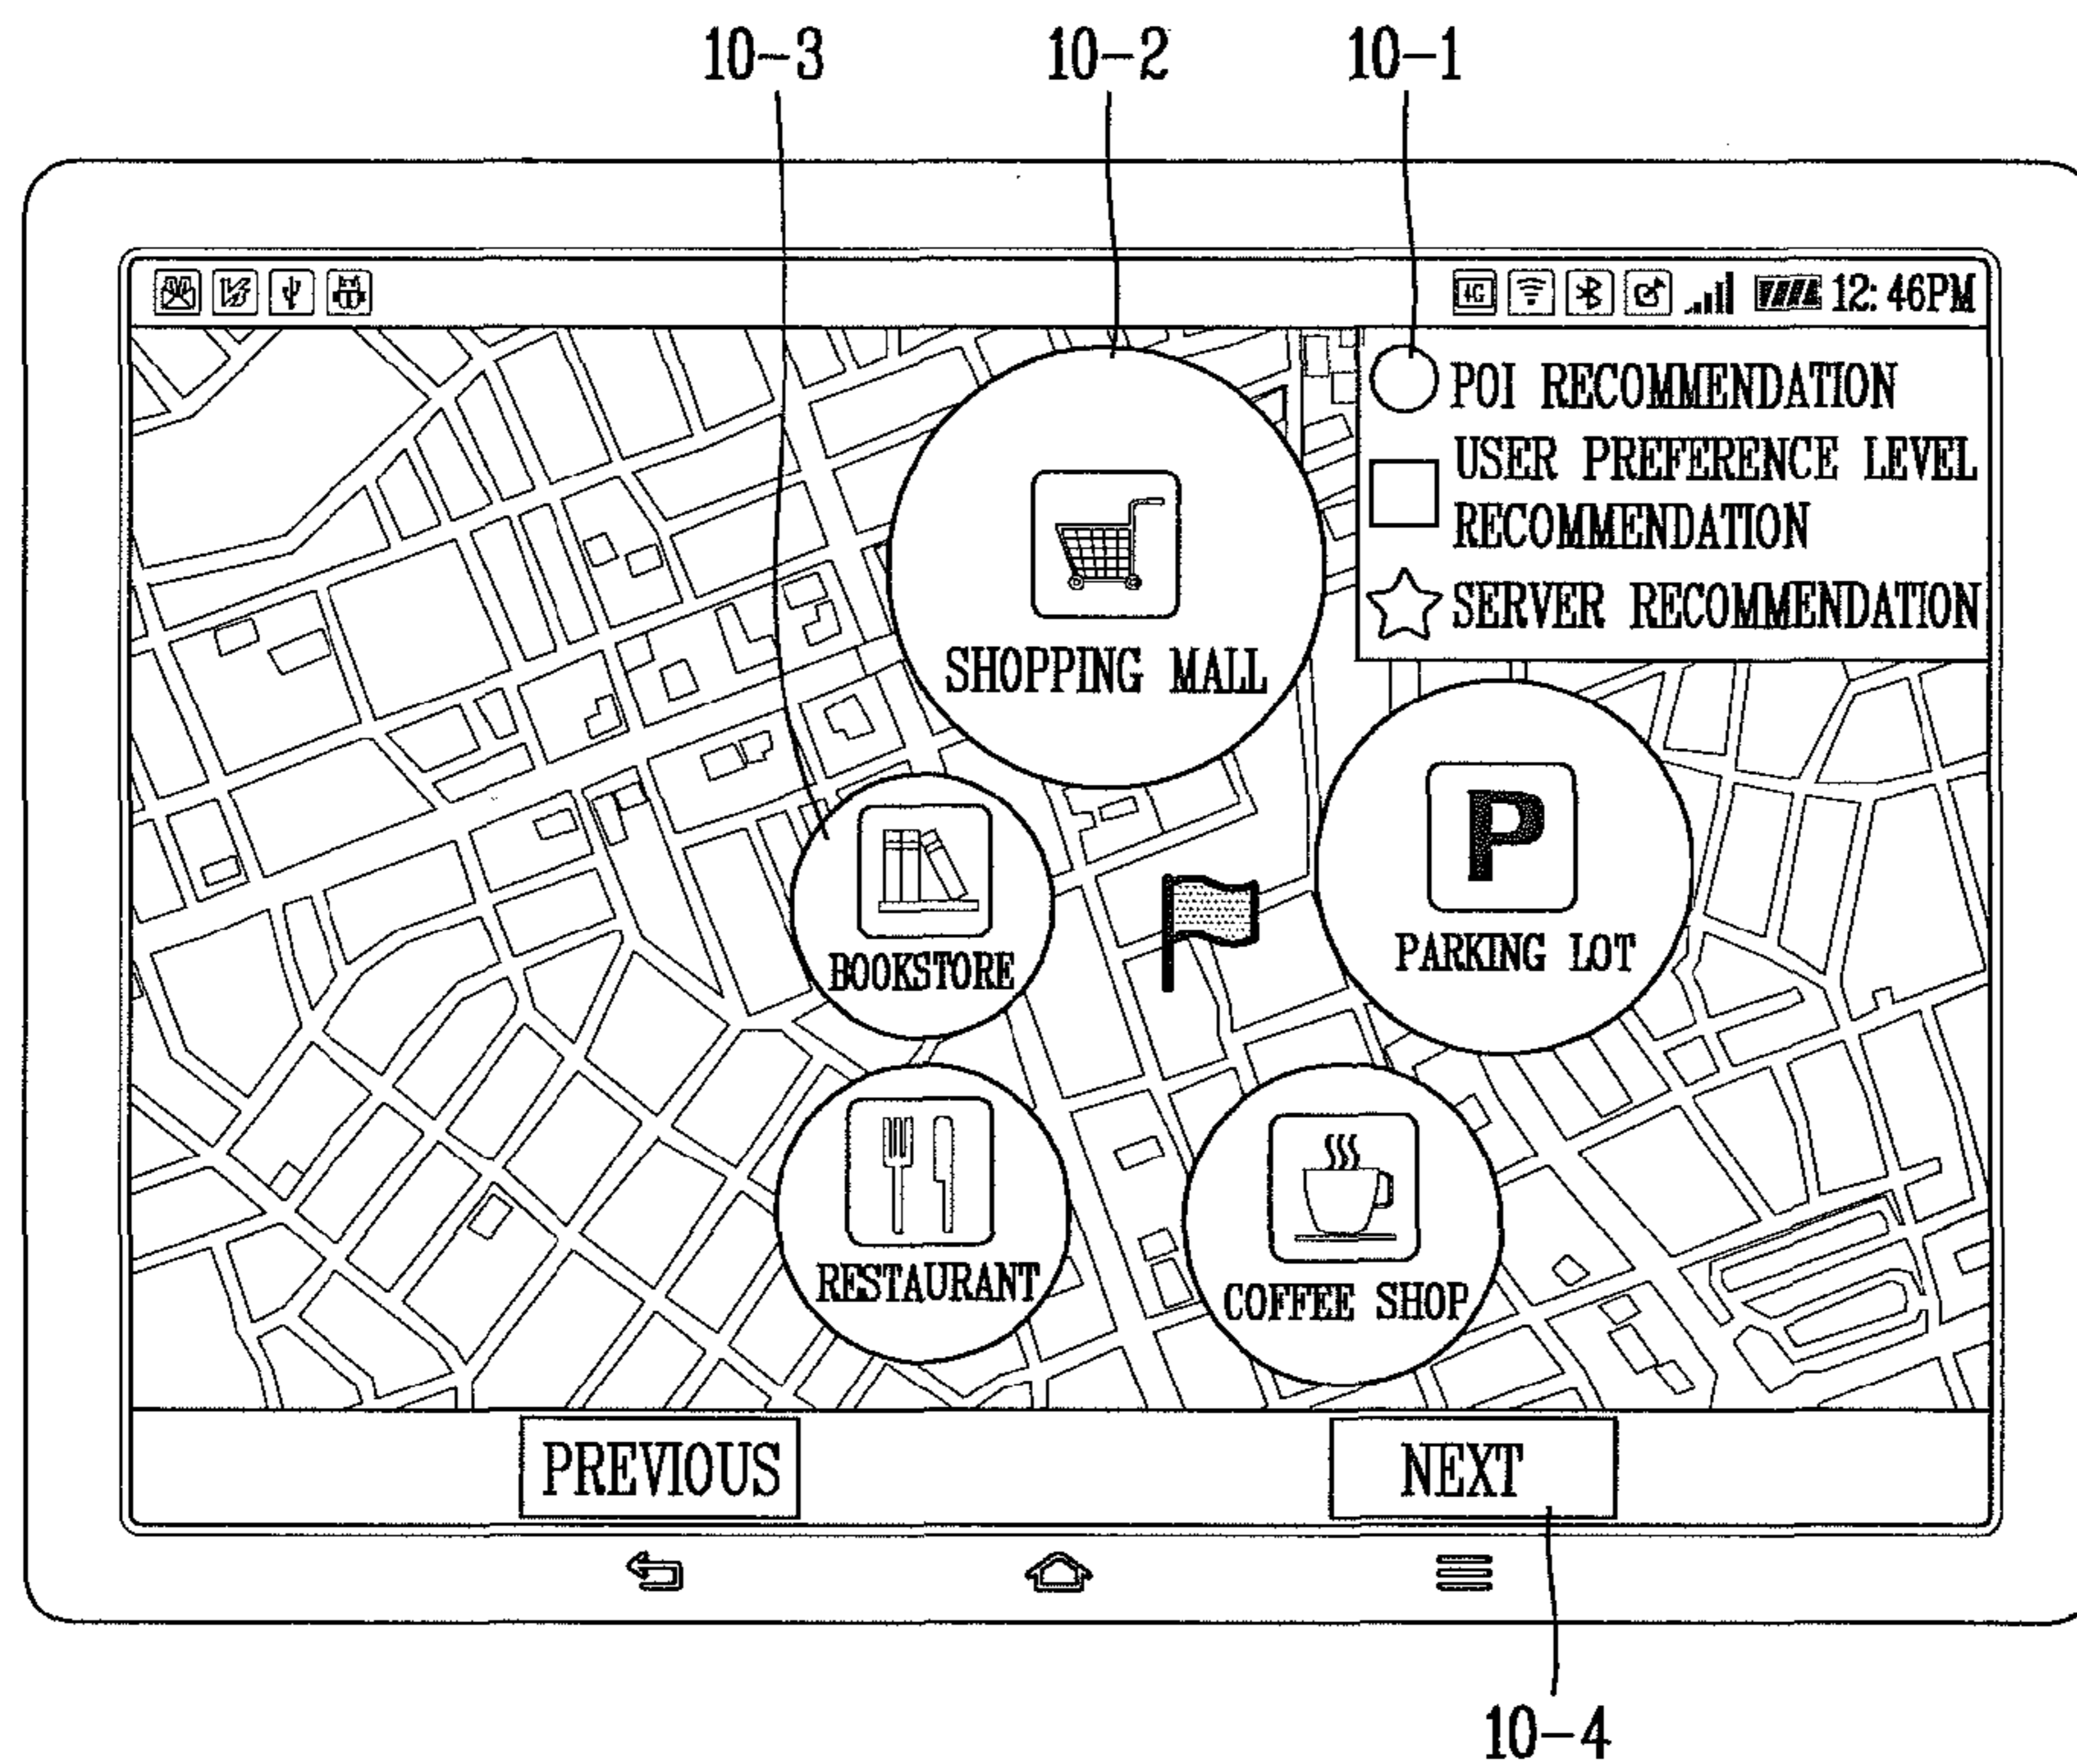 10-3
10-2
10-1
4G
12:46PM
POI RECOMMENDATION
USER PREFERENCE LEVEL
RECOMMENDATION
SERVER RECOMMENDATION
SHOPPING MALL
P
PARKING LOT
BOOKSTORE
RESTAURANT
COFFEE SHOP
PREVIOUS
NEXT
10-4